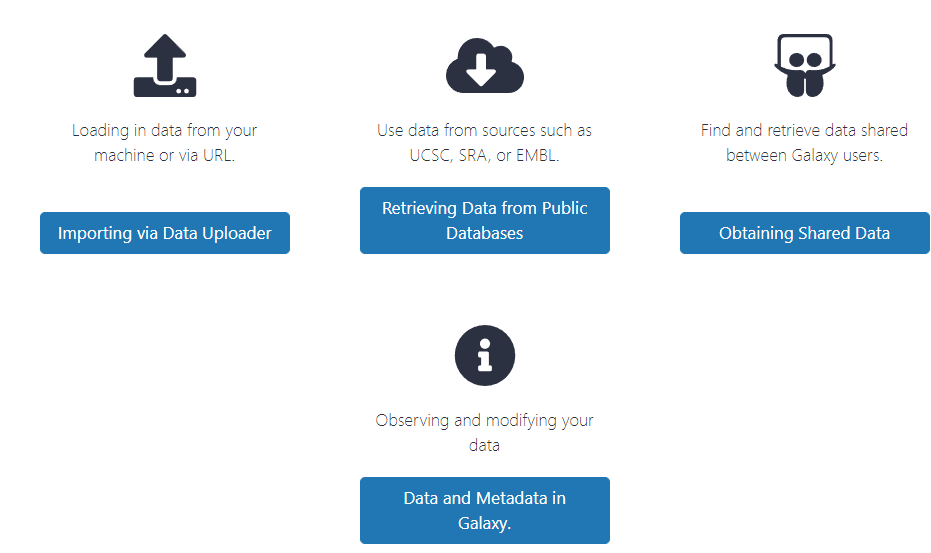 Loading in data from your
machine or via URL.
Importing via Data Uploader
Use data from sources such as
UCSC, SRA, or EMBL.
Retrieving Data from Public
Databases
Find and retrieve data shared
between Galaxy users.
Obtaining Shared Data
Observing and modifying your
data
Data and Metadata in
Galaxy.